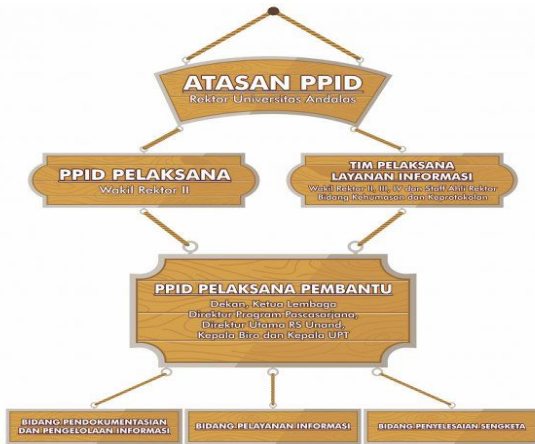 ATASAN PPID
Rektor Universitas Andalas
PPID PELAKSANA
Wakil Rektor II
TIM PELAKSANA
LAYANAN INFORMASI
Wakil Rektor II, III, IV dan Staff Ahli Rektor
Bidang Kehumasan dan Keprotokolan
PPID PELAKSANA PEMBANTU
Dekan, Ketua Lembaga
Direktur Program Pascasarjana,
Direktur Utama RS Unand,
Kepala Biro dan Kepala UPT
BIDANG PENDOKUMENTASIAN
DAN PENGELOLAAN INFORMASI
BIDANG PELAYANAN INFORMASI
BIDANG PENYELESAIAN SENGKETA